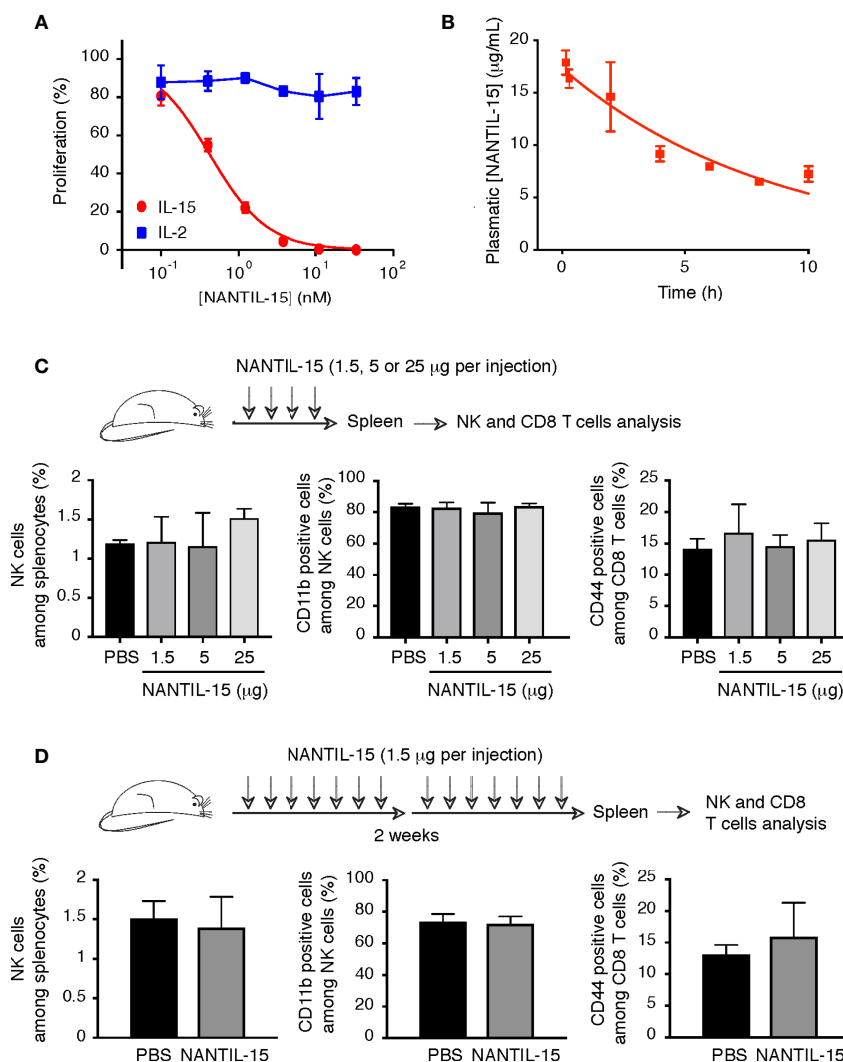 A
100
80
60
40
20
0
Proliferation (%)
IL-15
IL-2
10-1
100
101
102
[NANTIL-15] (nM)
B
20
15
10
5
0
Plasmatic [NANTIL-15] (μg/mL)
0
5
10
Time (h)
C
NANTIL-15 (1.5, 5 or 25 μg per injection)
Spleen
NK and CD8 T cells analysis
2
1.5
1
0.5
0
NK cells
among splenocytes (%)
PBS 1.5 5 25
NANTIL-15 (μg)
100
80
60
40
20
0
CD11b positive cells
among NK cells (%)
PBS 1.5 5 25
NANTIL-15 (μg)
25
20
15
10
5
0
CD44 positive cells
among CD8 T cells (%)
PBS 1.5 5 25
NANTIL-15 (μg)
D
NANTIL-15 (1.5 μg per injection)
2 weeks
Spleen
NK and CD8
T cells analysis
2
1.5
1
0.5
0
NK cells
among splenocytes (%)
PBS NANTIL-15
100
80
60
40
20
0
CD11b positive cells
among NK cells (%)
PBS NANTIL-15
25
20
15
10
5
0
CD44 positive cells
among CD8 T cells (%)
PBS NANTIL-15